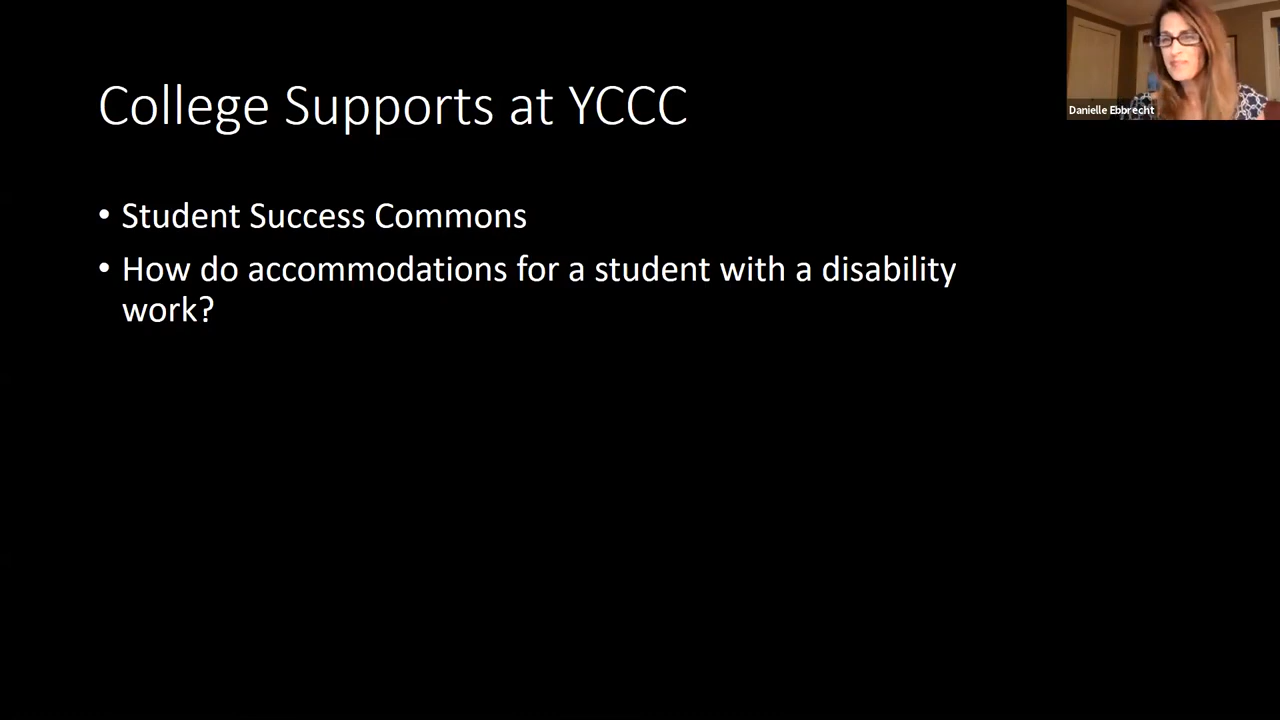 College Supports at YCCC
Danielle Ebbrecht
• Student Success Commons
• How do accommodations for a student with a disability
work?